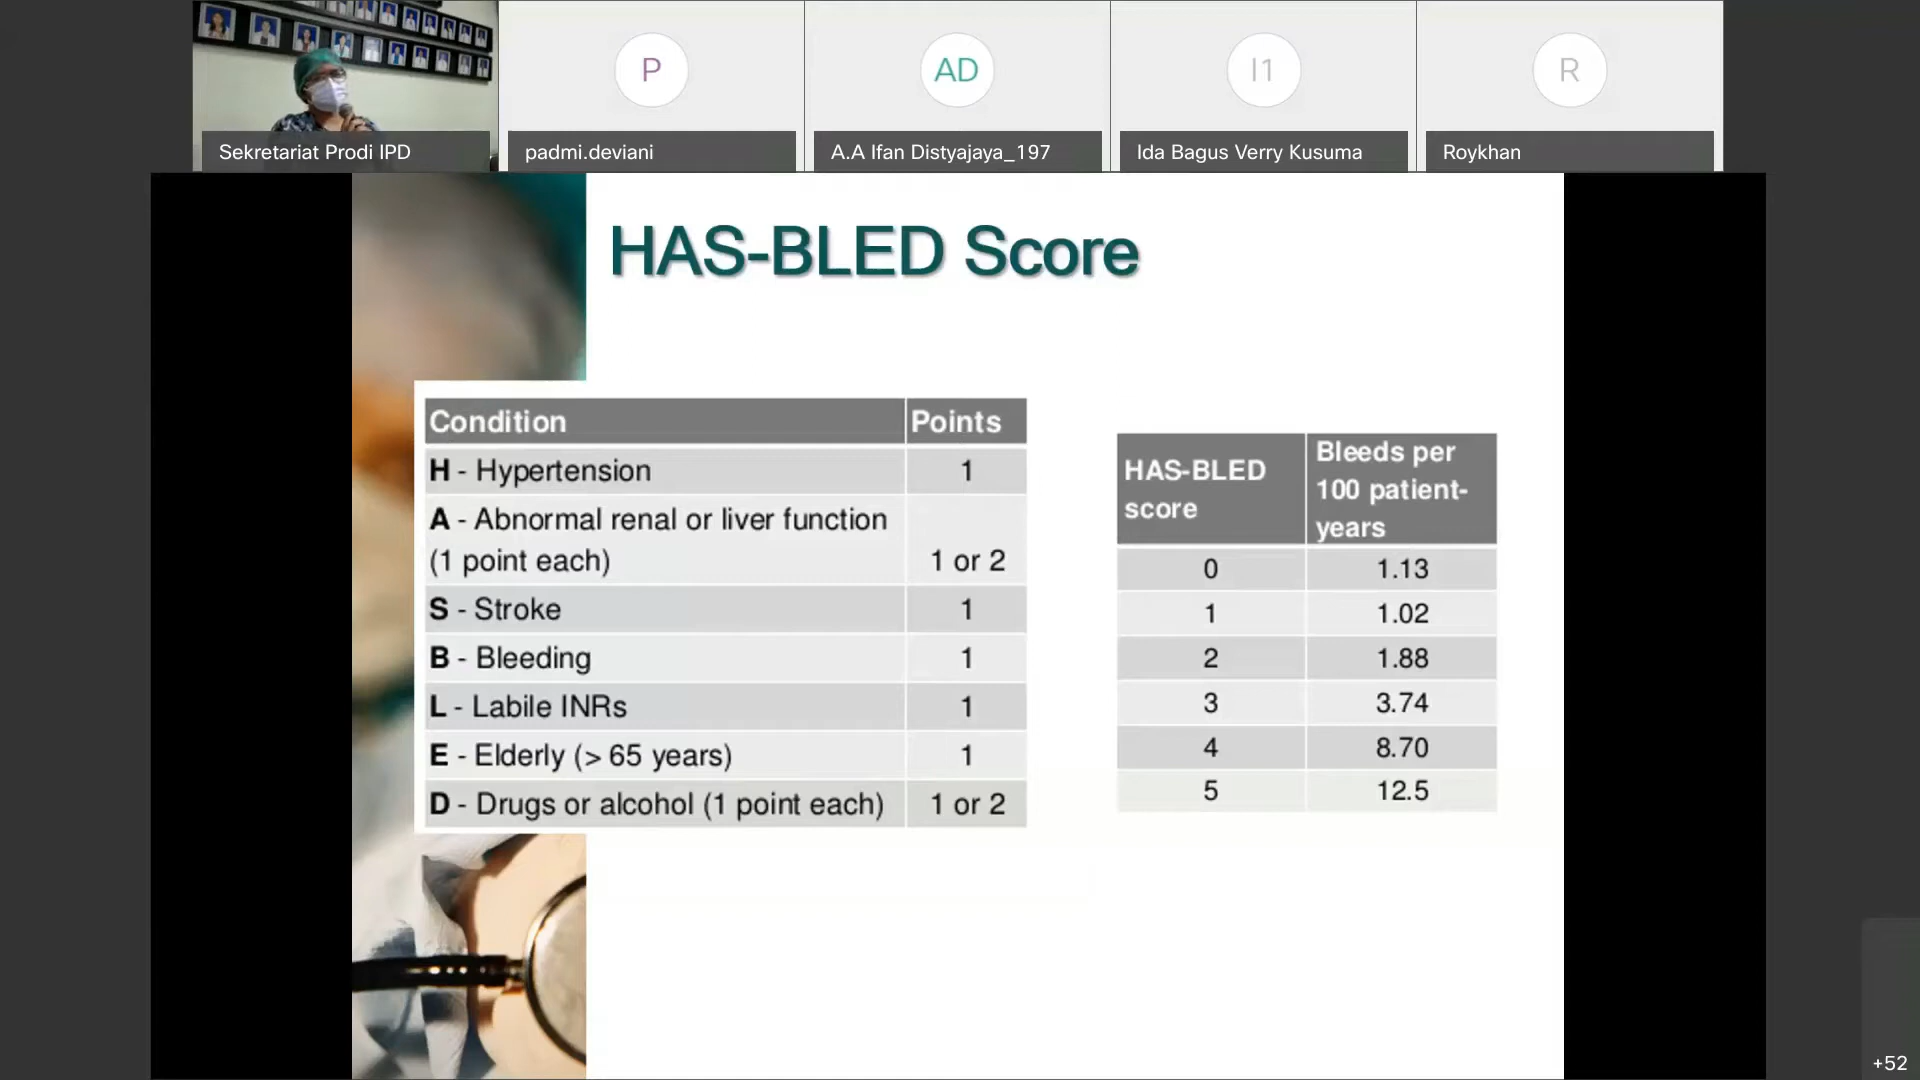 P
AD
I1
R
Sekretariat Prodi IPD
padmi.deviani
A.A Ifan Distyajaya_197
Ida Bagus Verry Kusuma
Roykhan
HAS-BLED Score
Condition Points
H - Hypertension 1
A - Abnormal renal or liver function
(1 point each) 1 or 2
S - Stroke 1
B - Bleeding 1
L - Labile INRs 1
E - Elderly (> 65 years) 1
D - Drugs or alcohol (1 point each) 1 or 2
HAS-BLED
score
Bleeds per
100 patient-
years
0 1.13
1 1.02
2 1.88
3 3.74
4 8.70
5 12.5
+52